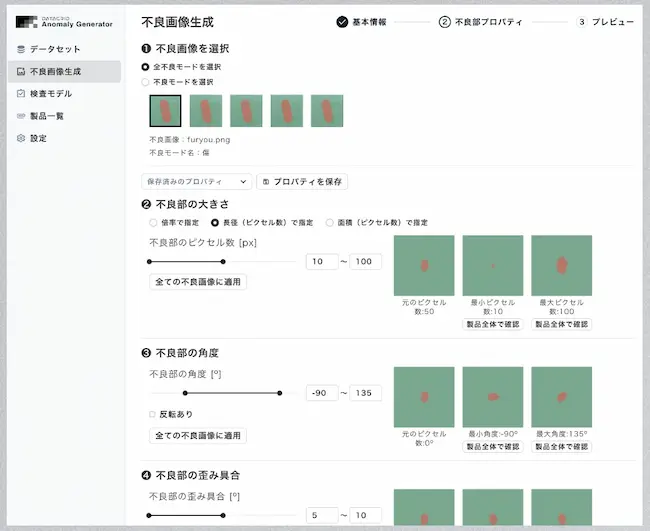 DATAGRID
Anomaly Generator
データセット
不良画像生成
検査モデル
製品一覧
設定
不良画像生成
基本情報
2 不良部プロパティ
3 プレビュー
1 不良画像を選択
全不良モードを選択
不良モードを選択
不良画像：furyou.png
不良モード名：傷
保存済みのプロパティ
プロパティを保存
2 不良部の大きさ
倍率で指定
長径（ピクセル数）で指定
面積（ピクセル数）で指定
不良部のピクセル数 [px]
10 〜 100
全ての不良画像に適用
元のピクセル
数:50
最小ピクセル
数:10
製品全体で確認
最大ピクセル
数:100
製品全体で確認
3 不良部の角度
不良部の角度 [º]
-90 〜 135
反転あり
全ての不良画像に適用
元のピクセル
数:0º
最小角度:-90º
製品全体で確認
最大角度:135º
製品全体で確認
4 不良部の歪み具合
不良部の歪み具合 [º]
5 〜 10